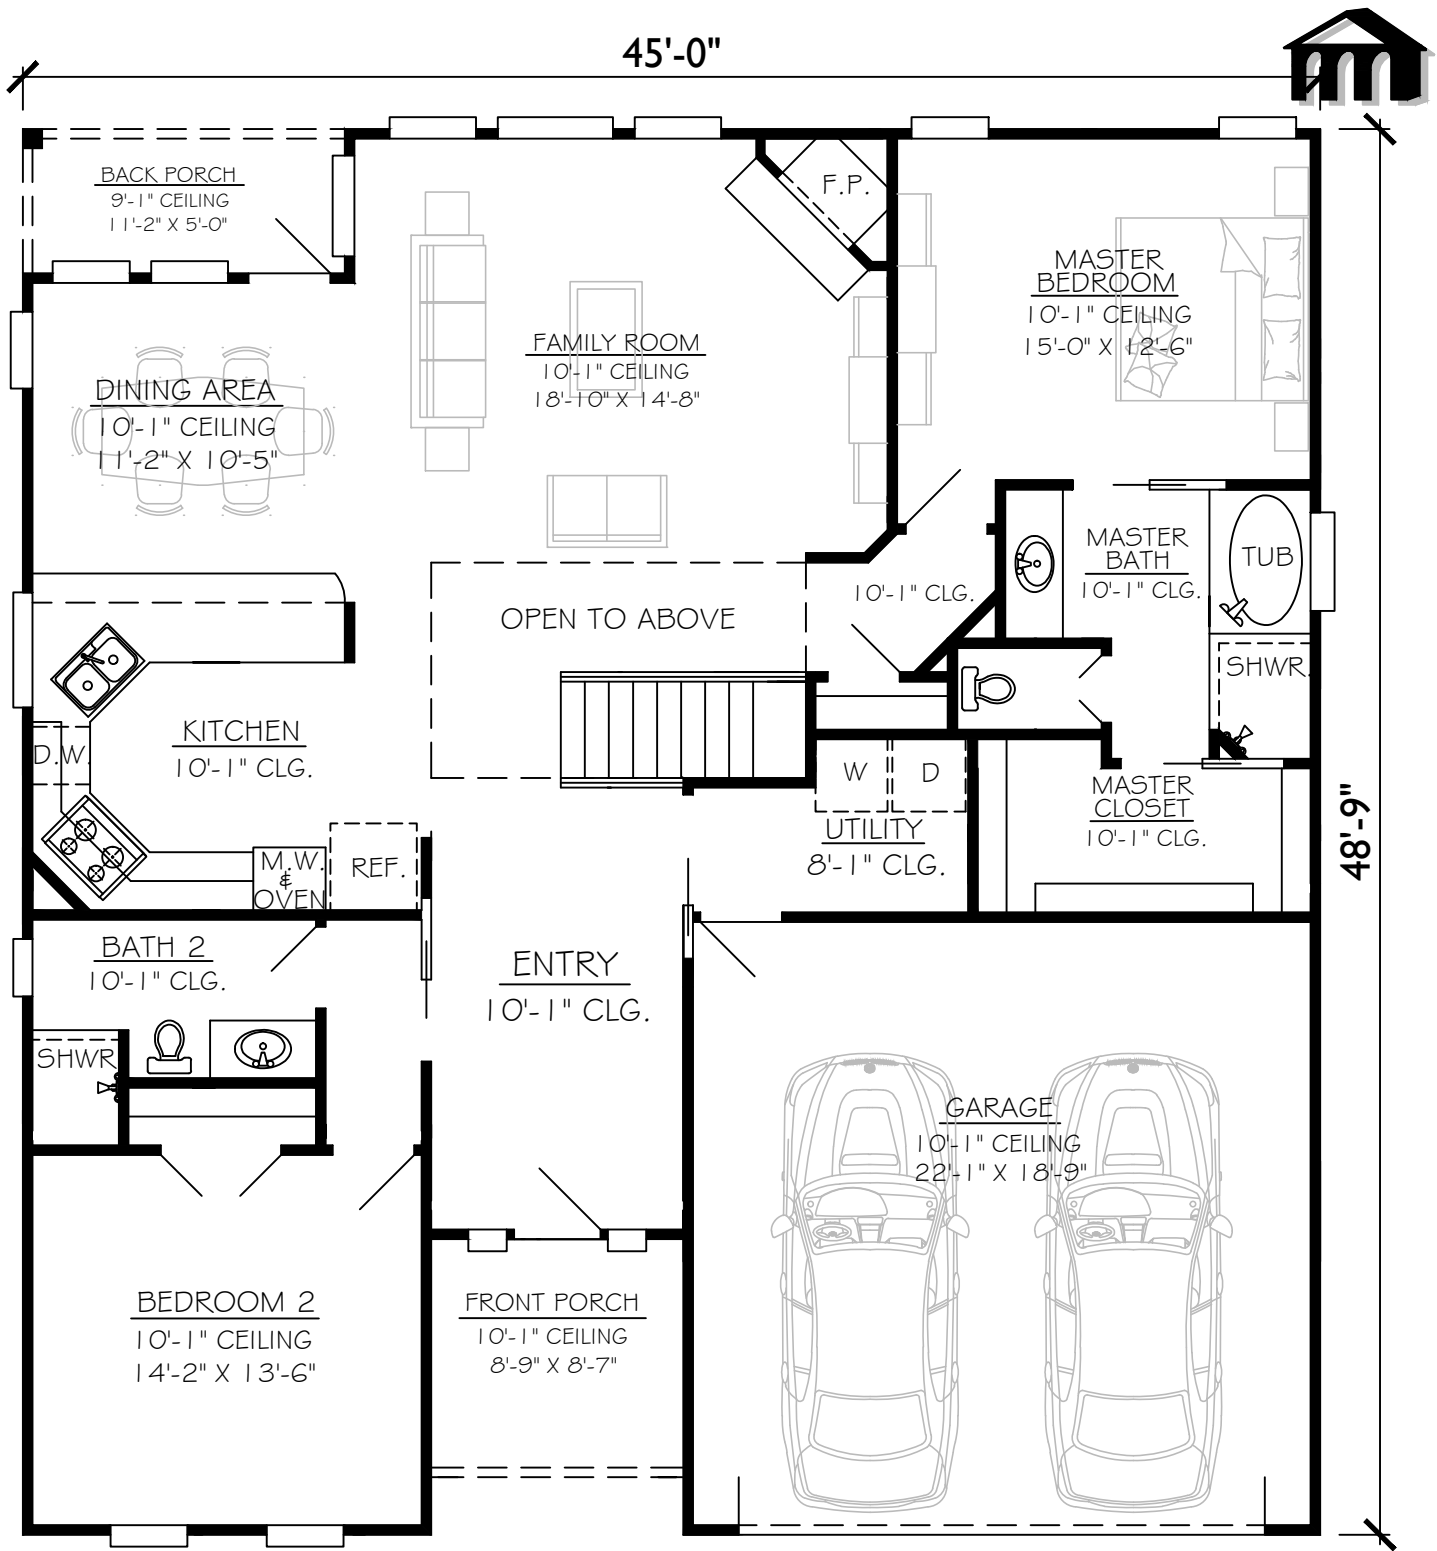 45'-0"
BACK PORCH
9'-1" CEILING
11'-2" X 5'-0"
F.P.
MASTER
BEDROOM
10'-1" CEILING
15'-0" X 12'-6"
FAMILY ROOM
10'-1" CEILING
18'-10" X 14'-8"
DINING AREA
10'-1" CEILING
11'-2" X 10'-5"
MASTER
BATH
10'-1" CLG.
TUB
10'-1" CLG.
OPEN TO ABOVE
SHWR.
KITCHEN
10'-1" CLG.
D.W.
W
D
UTILITY
8'-1" CLG.
MASTER
CLOSET
10'-1" CLG.
48'-9"
M.W.
&
OVEN
REF.
BATH 2
10'-1" CLG.
ENTRY
10'-1" CLG.
SHWR
GARAGE
10'-1" CEILING
22'-1" X 18'-9"
BEDROOM 2
10'-1" CEILING
14'-2" X 13'-6"
FRONT PORCH
10'-1" CEILING
8'-9" X 8'-7"